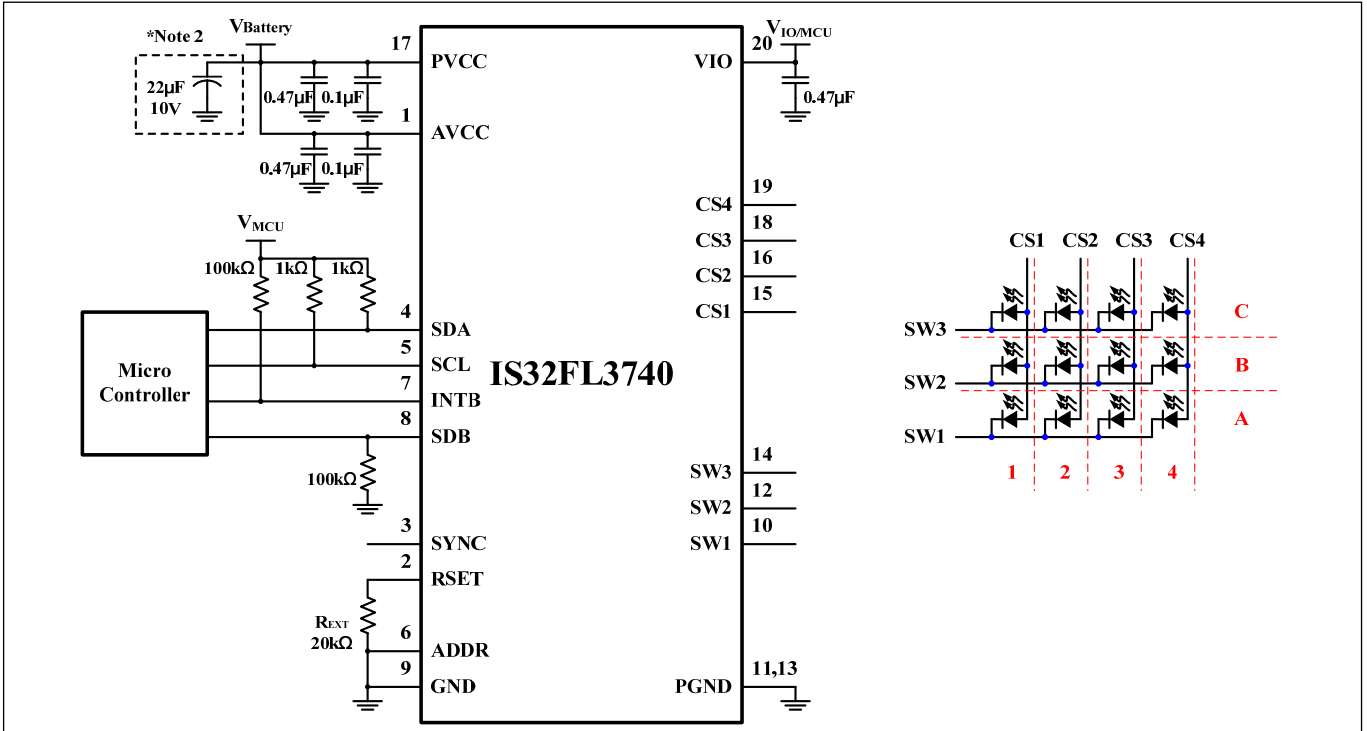 *Note 2
VBattery
22µF
10V
0.47µF
0.1µF
0.47µF
0.1µF
17
PVCC
1
AVCC
VMCU
100kΩ
1kΩ
1kΩ
Micro
Controller
4
SDA
5
SCL
7
INTB
8
SDB
100kΩ
3
SYNC
2
RSET
REXT
20kΩ
6
ADDR
9
GND
IS32FL3740
20
VIO
VIO/MCU
0.47µF
19
CS4
18
CS3
16
CS2
15
CS1
14
SW3
12
SW2
10
SW1
11,13
PGND
CS1 CS2 CS3 CS4
SW3
C
SW2
B
SW1
A
1 2 3 4